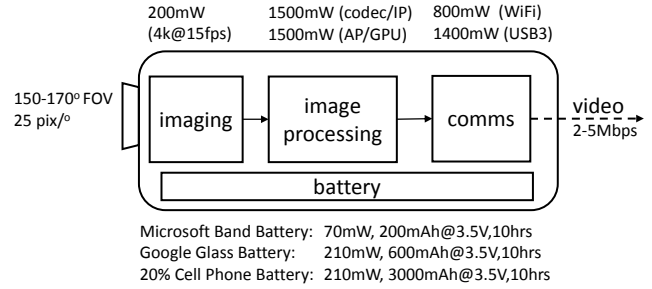 200mW
(4k@15fps)
1500mW (codec/IP)
1500mW (AP/GPU)
800mW (WiFi)
1400mW (USB3)
150-170º FOV
25 pix/º
imaging
image
processing
comms
video
2-5Mbps
battery
Microsoft Band Battery: 70mW, 200mAh@3.5V,10hrs
Google Glass Battery: 210mW, 600mAh@3.5V,10hrs
20% Cell Phone Battery: 210mW, 3000mAh@3.5V,10hrs